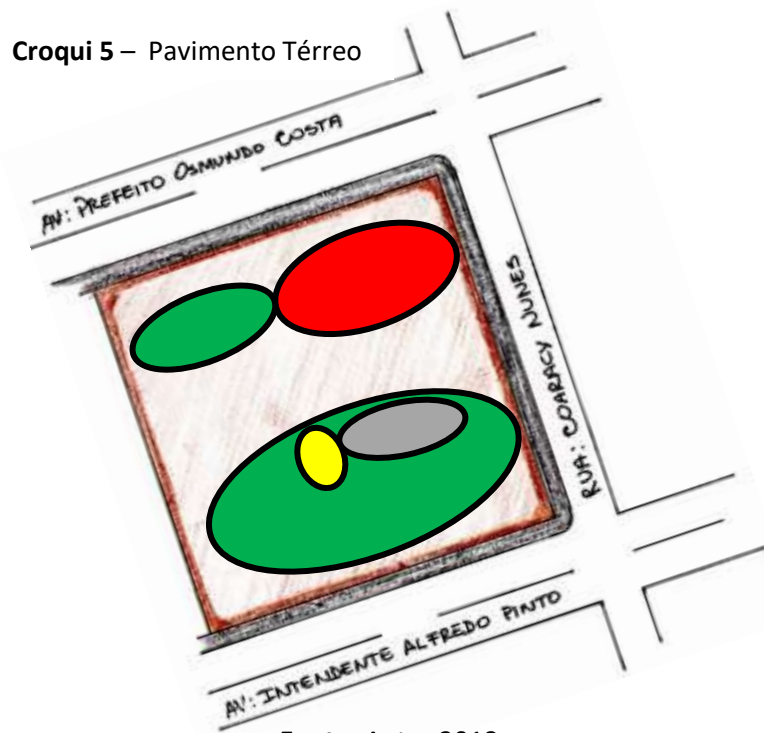 Croqui 5 – Pavimento Térreo
AV: PREFEITO OSMUNDO COSTA
RUA: COARACY NUNES
AV: INTENDENTE ALFREDO PINTO